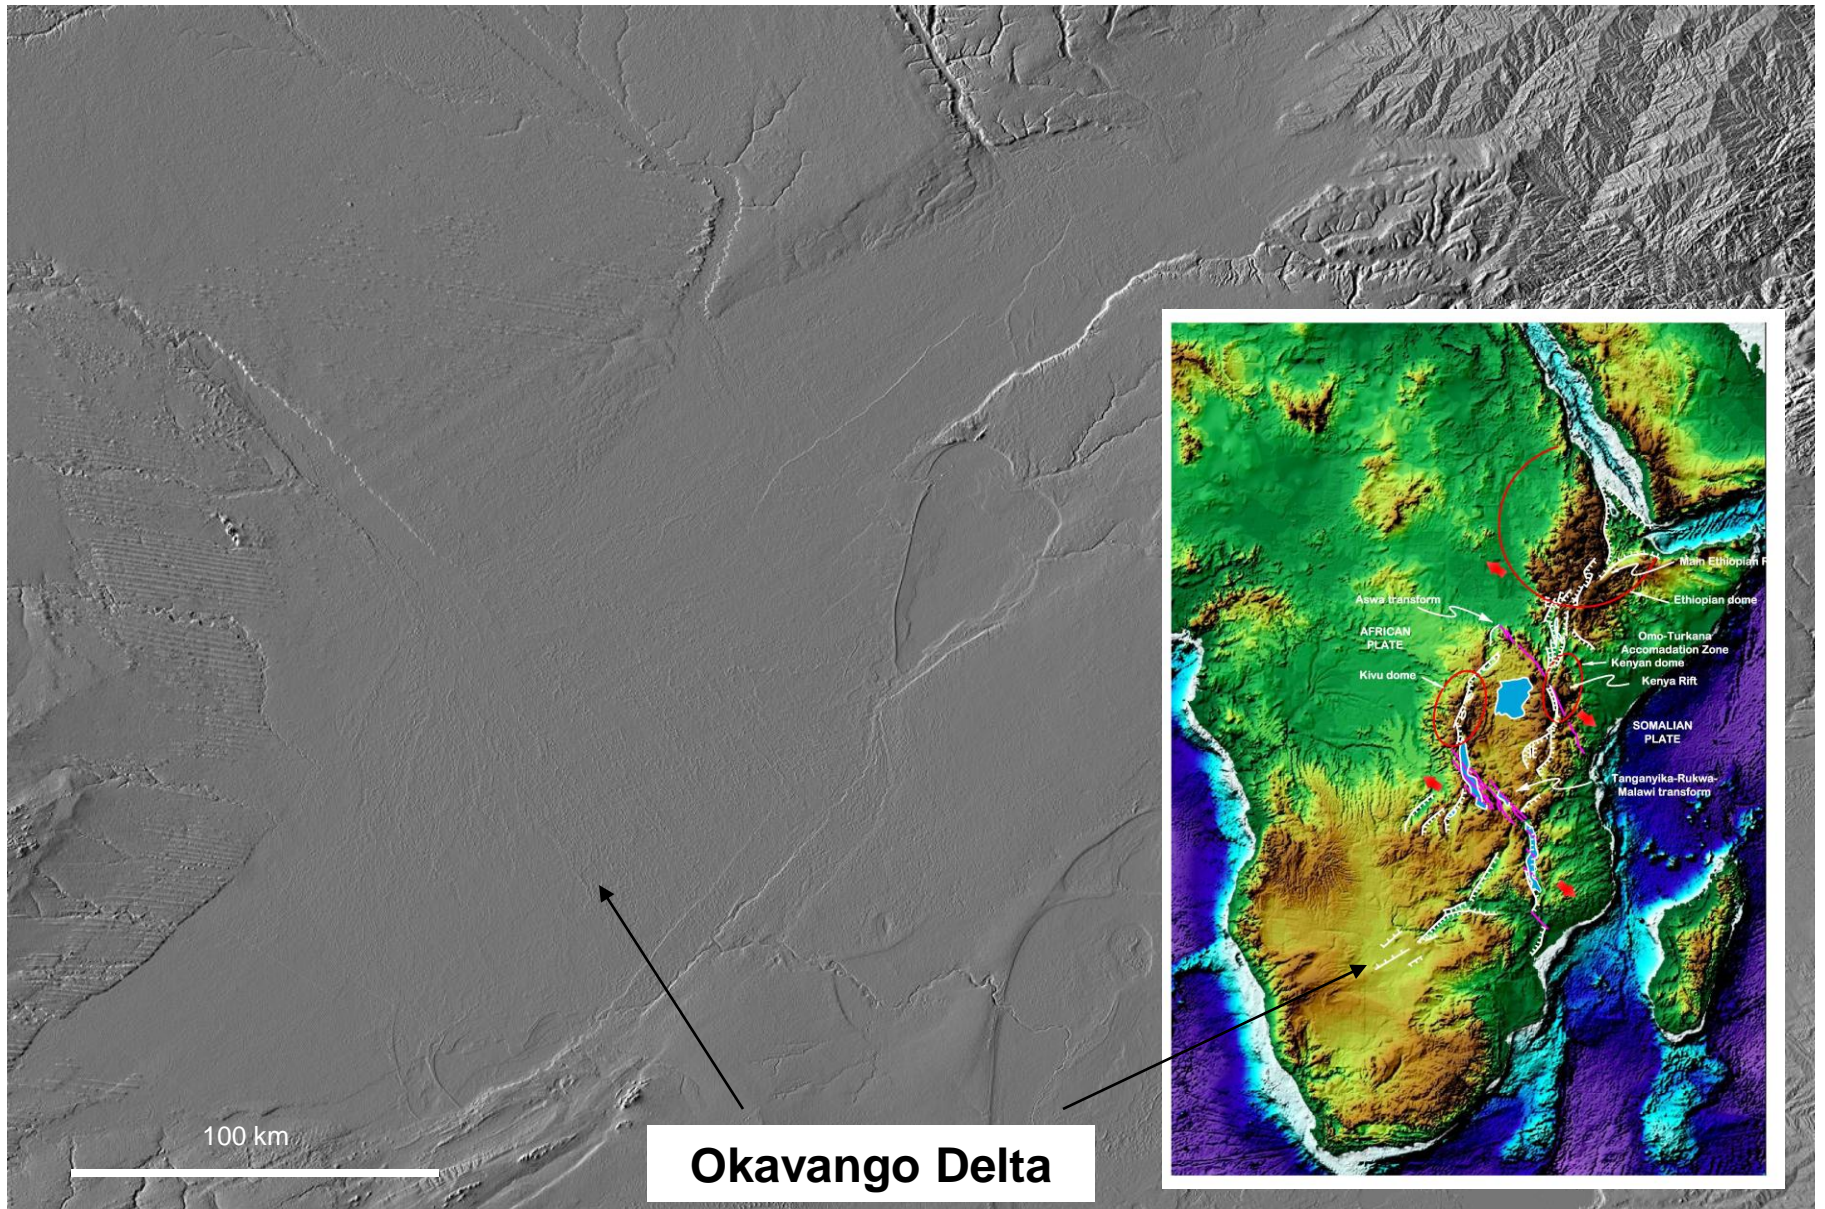 Main Ethiopian R
Aswa transform
Ethiopian dome
AFRICAN
PLATE
Omo-Turkana
Accomadation Zone
Kenyan dome
Kivu dome
Kenya Rift
SOMALIAN
PLATE
Tanganyika-Rukwa-
Malawi transform
100 km
Okavango Delta